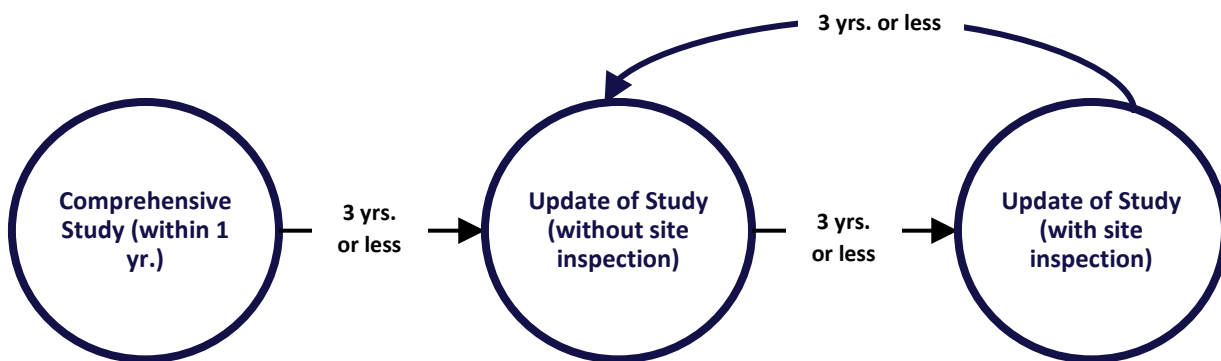 3 yrs. or less
Comprehensive
Study (within 1
yr.)
3 yrs.
or less
Update of Study
(without site
inspection)
3 yrs.
or less
Update of Study
(with site
inspection)